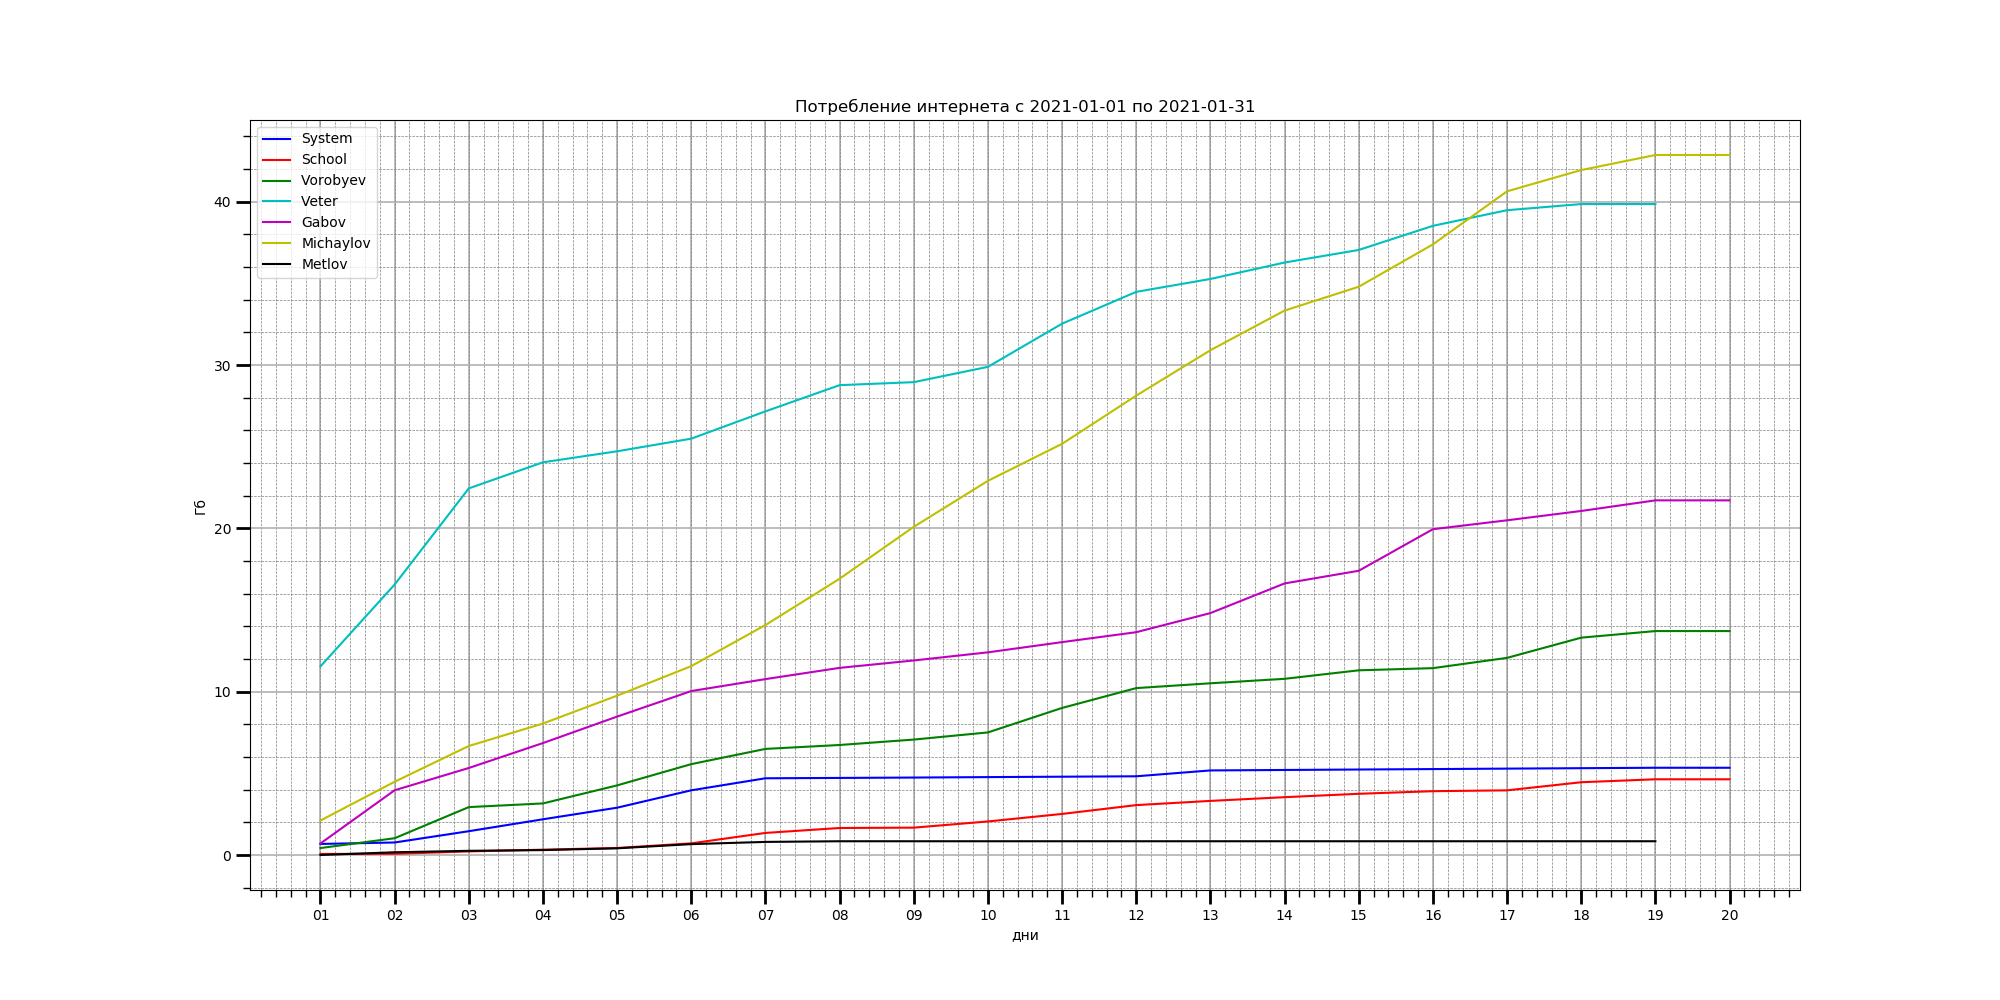 Потребление интернета с 2021-01-01 по 2021-01-31
System
School
Vorobyev
Veter
Gabov
Michaylov
Metlov
40
30
20
10
0
Гб
01 02 03 04 05 06 07 08 09 10 11 12 13 14 15 16 17 18 19 20
дни